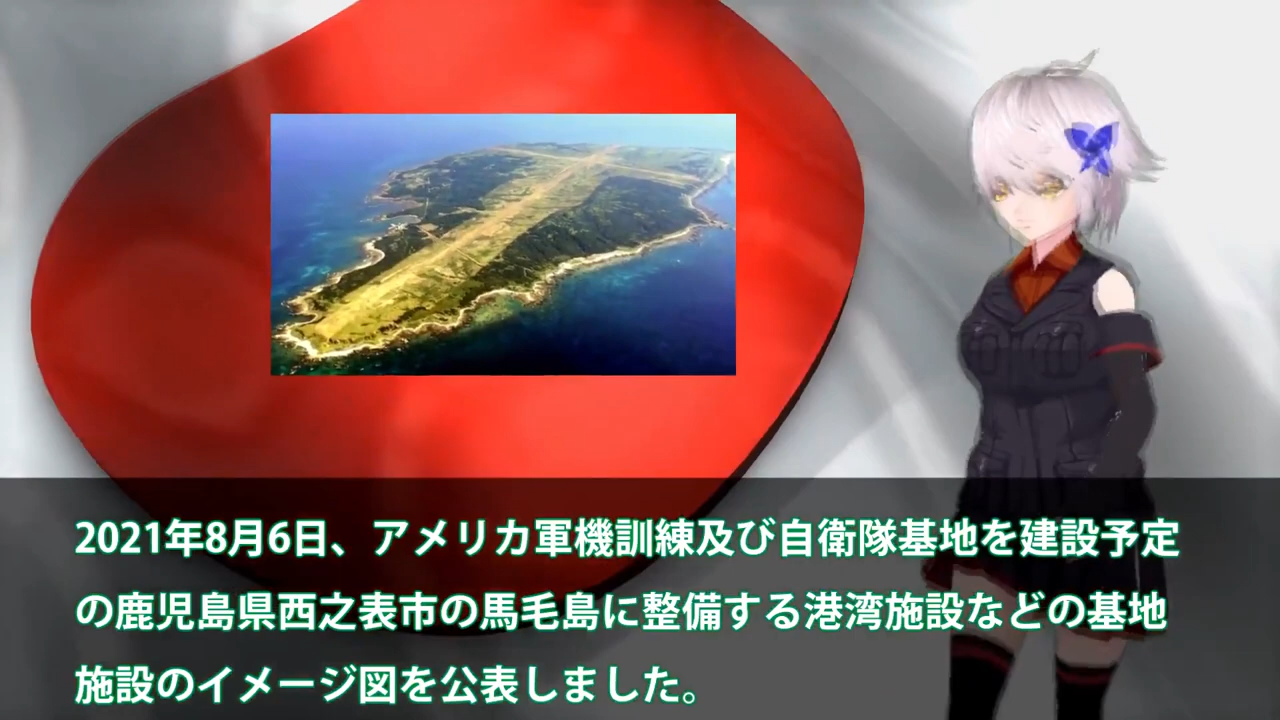 2021年8月6日、アメリカ軍機訓練及び自衛隊基地を建設予定
の鹿児島県西之表市の馬毛島に整備する港湾施設などの基地
施設のイメージ図を公表しました。